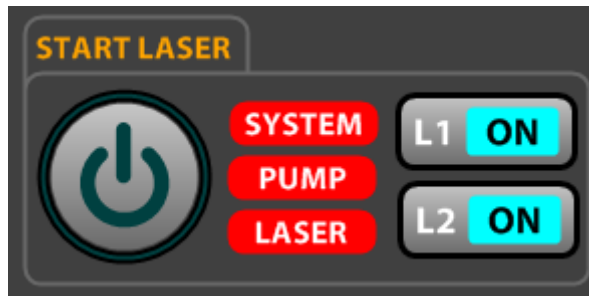 START LASER
SYSTEM
PUMP
LASER
L1 ON
L2 ON